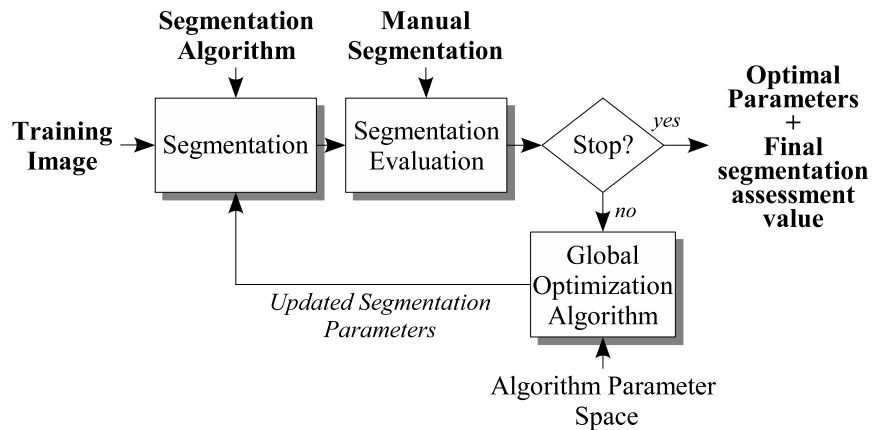 Segmentation
Algorithm
Manual
Segmentation
Training
Image
Segmentation
Segmentation
Evaluation
Stop?
yes
Optimal
Parameters
+
Final
segmentation
assessment
value
no
Global
Optimization
Algorithm
Updated Segmentation
Parameters
Algorithm Parameter
Space